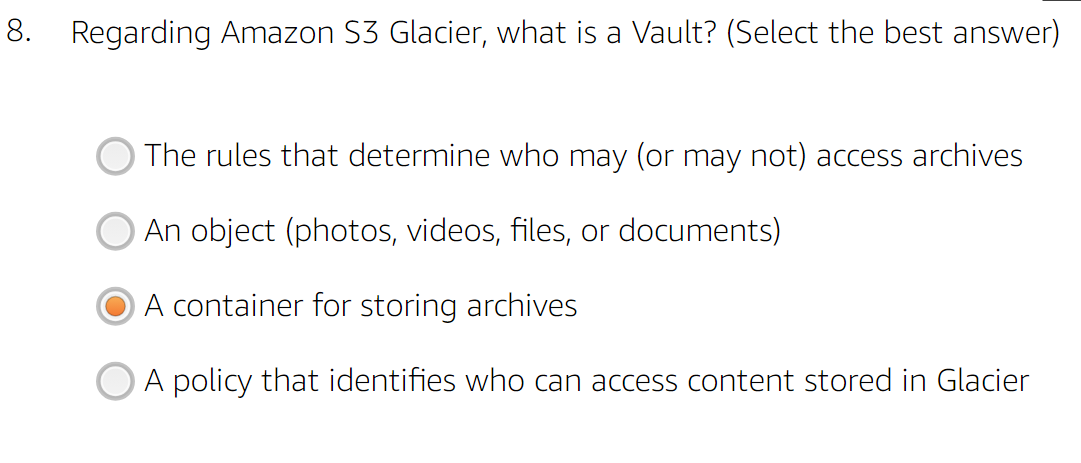 8. Regarding Amazon S3 Glacier, what is a Vault? (Select the best answer)
The rules that determine who may (or may not) access archives
An object (photos, videos, files, or documents)
A container for storing archives
A policy that identifies who can access content stored in Glacier